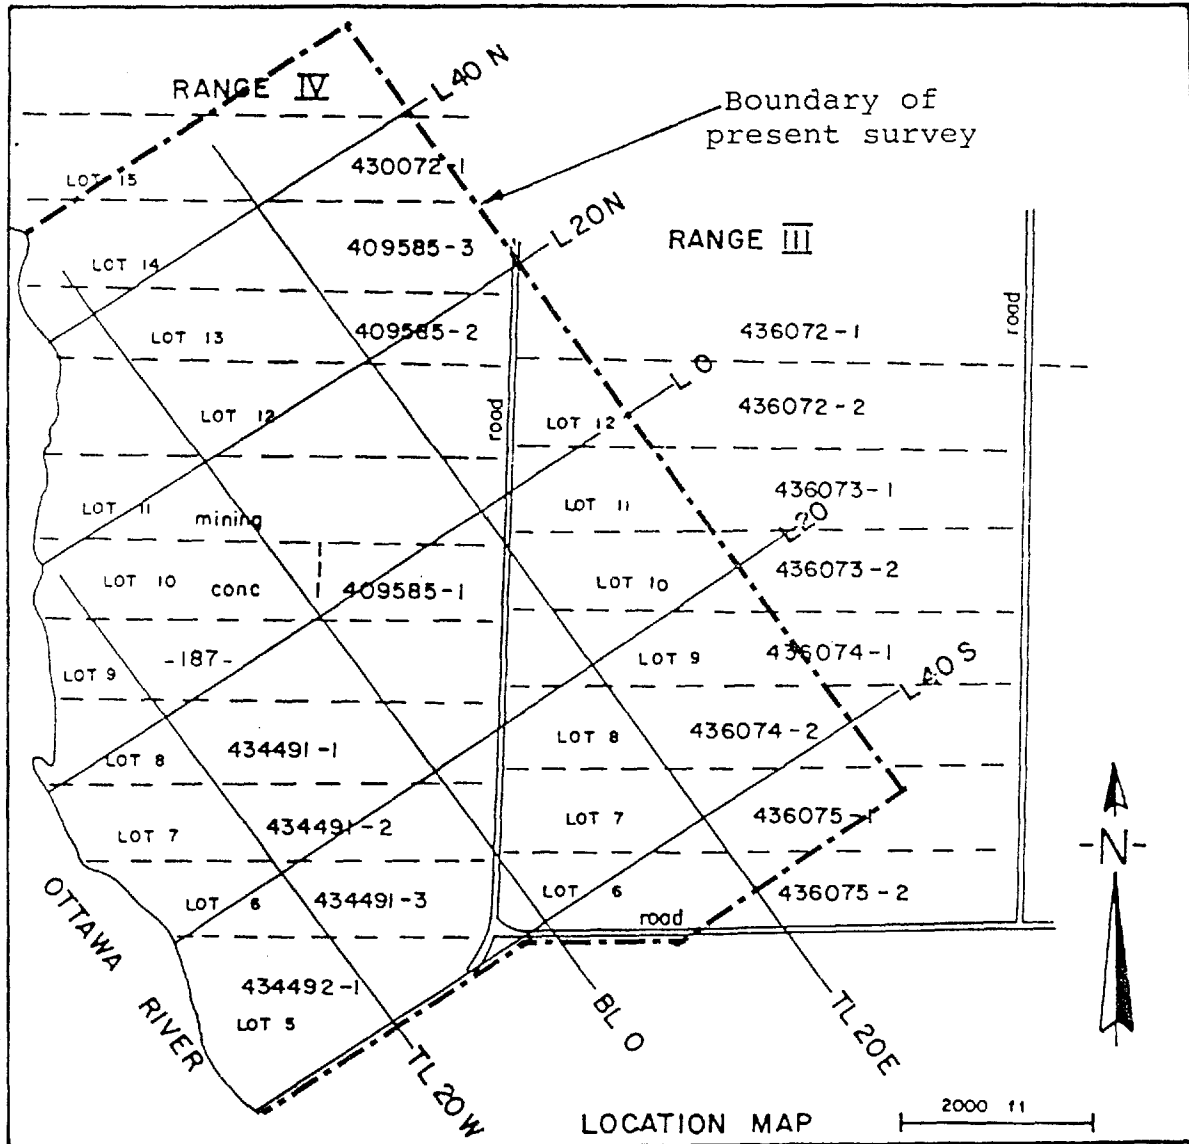 RANGE IV
L 40 N
Boundary of
present survey
LOT 15
430072-1
L20N
RANGE III
LOT 14
409585-3
LOT 13
409585-2
436072-1
road
L O
LOT 12
road
LOT 12
436072-2
LOT 11
mining
LOT 11
436073-1
L20
LOT 10
conc
409585-1
LOT 10
436073-2
LOT 9
-187-
LOT 9
436074-1
L40 S
LOT 8
434491-1
LOT 8
436074-2
LOT 7
434491-2
LOT 7
436075-1
-N-
LOT 6
434491-3
LOT 6
436075-2
road
OTTAWA
RIVER
434492-1
LOT 5
BL O
TL 20E
TL 20W
LOCATION MAP
2000 ft